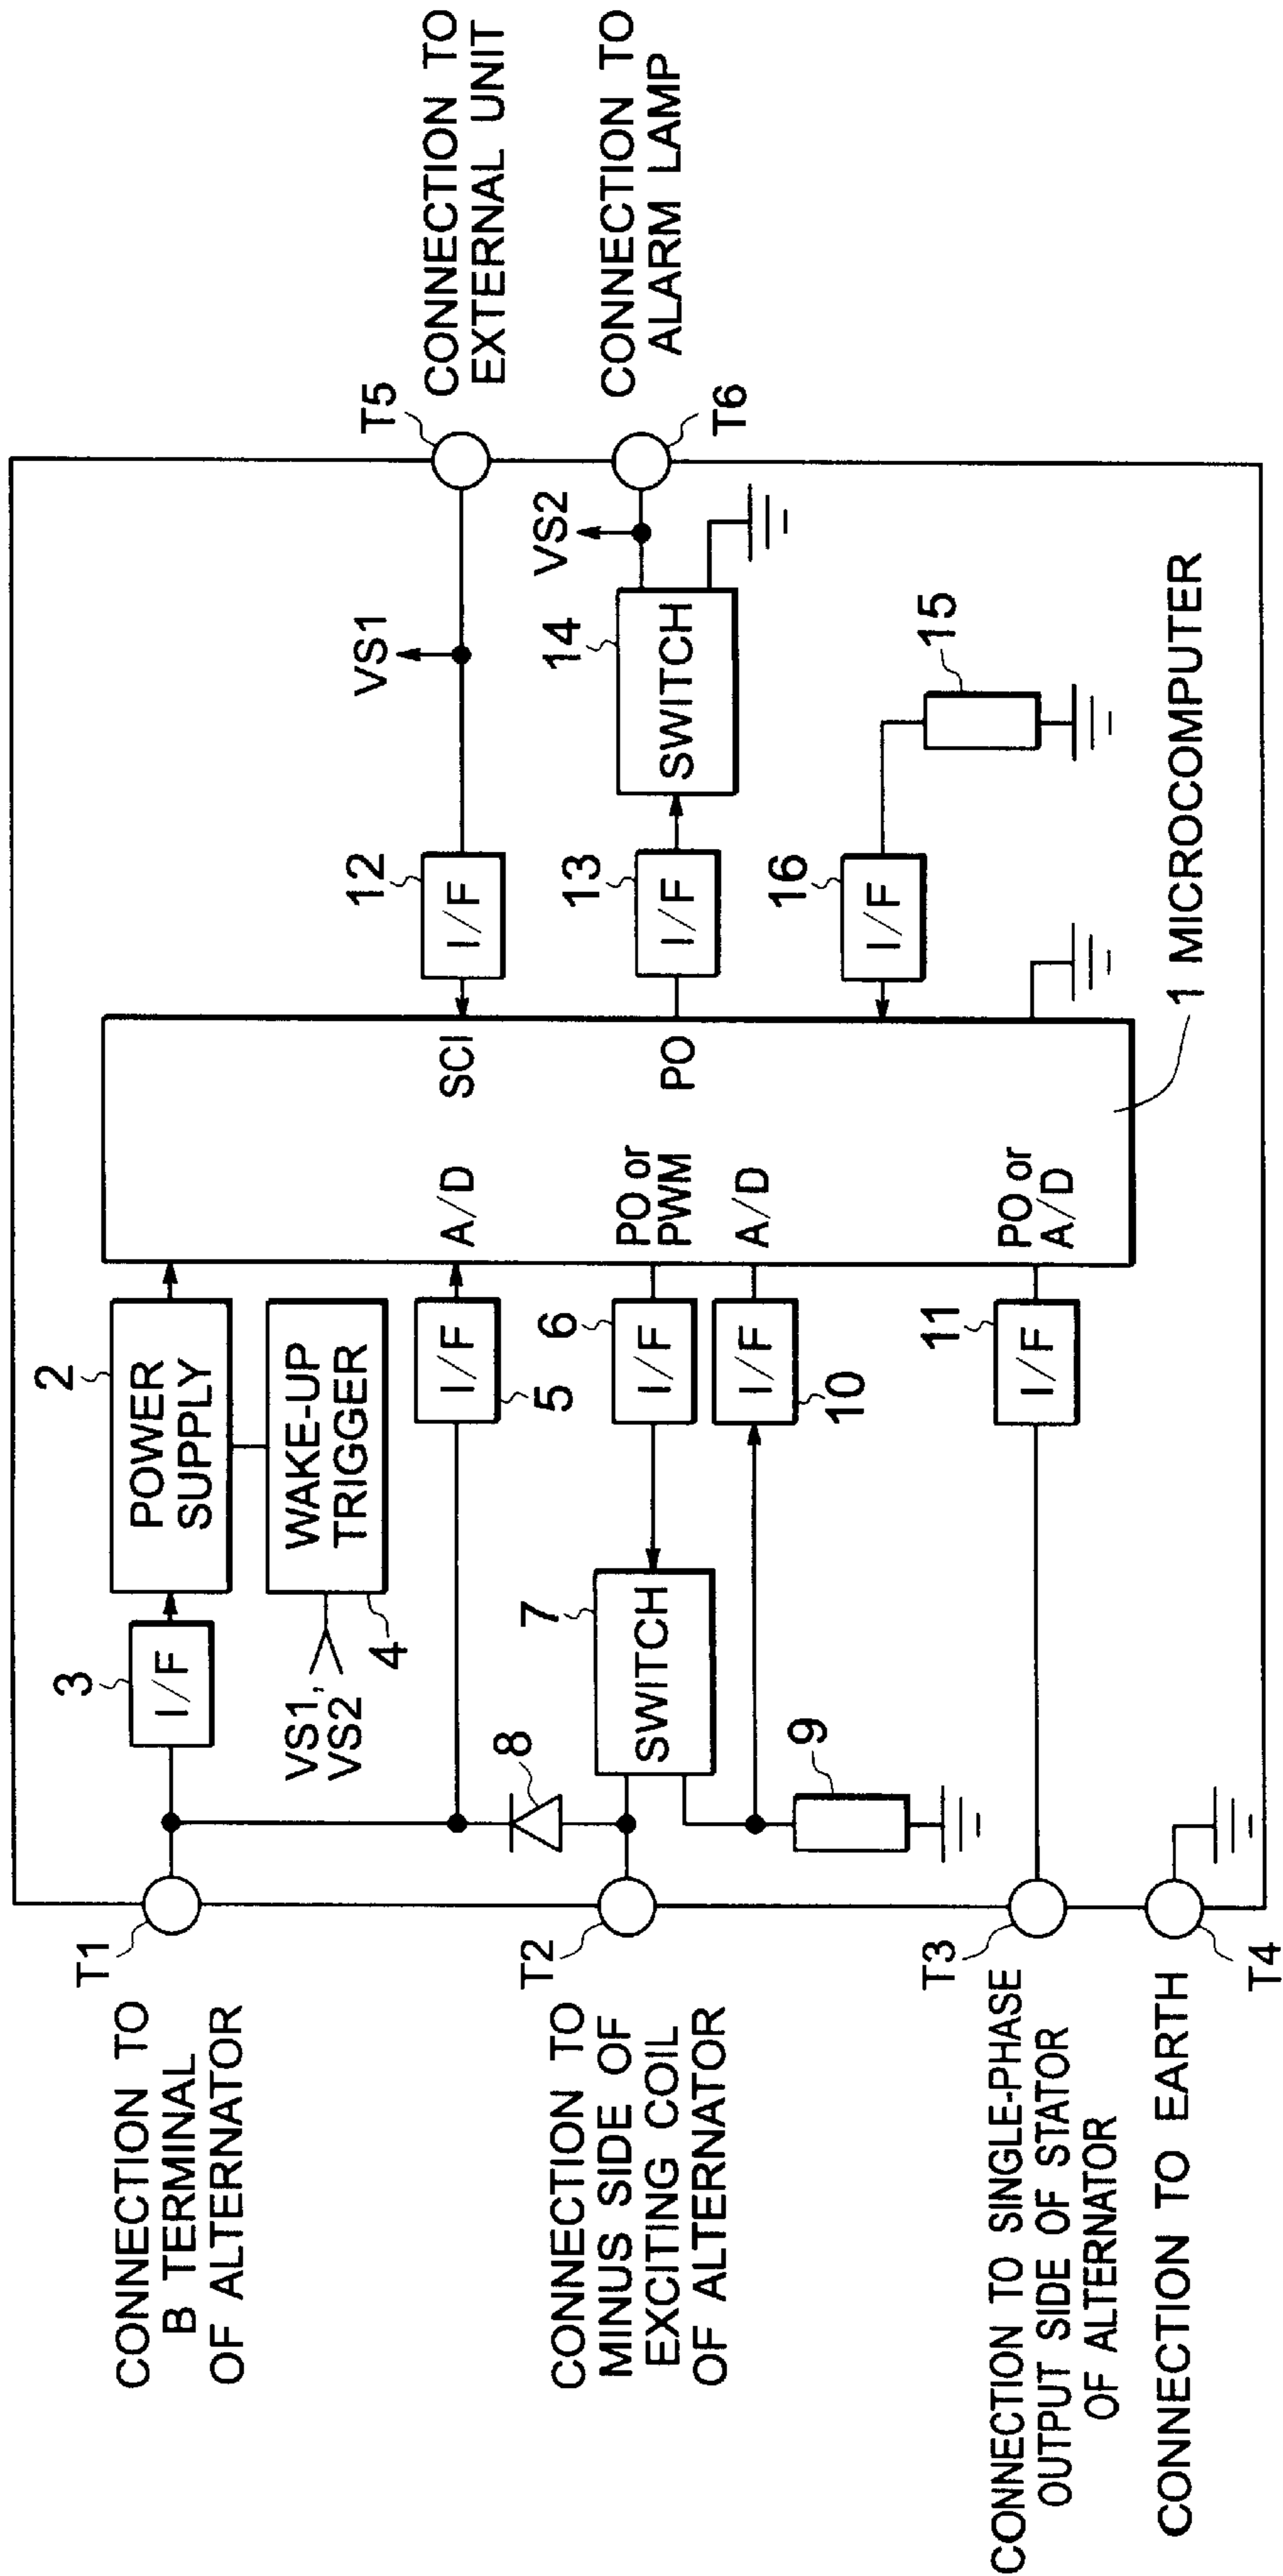 CONNECTION TO
B TERMINAL
OF ALTERNATOR
T1
3
I/F
2
POWER
SUPPLY
WAKE-UP
TRIGGER
VS1,
VS2
4
I/F
5
A/D
8
CONNECTION TO
MINUS SIDE OF
EXCITING COIL
OF ALTERNATOR
T2
7
SWITCH
6
I/F
PO or
PWM
9
I/F
10
A/D
CONNECTION TO SINGLE-PHASE
OUTPUT SIDE OF STATOR
OF ALTERNATOR
T3
11
I/F
PO or
A/D
CONNECTION TO EARTH
T4
SCI
12
I/F
VS1
T5
CONNECTION TO
EXTERNAL UNIT
PO
13
I/F
14
SWITCH
VS2
T6
CONNECTION TO
ALARM LAMP
16
I/F
15
1 MICROCOMPUTER